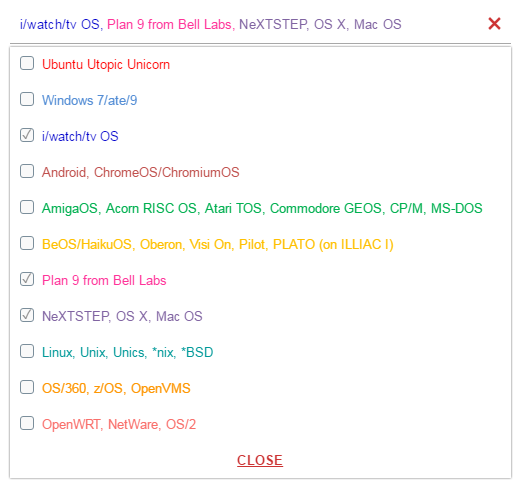 i/watch/tv OS, Plan 9 from Bell Labs, NeXTSTEP, OS X, Mac OS
Ubuntu Utopic Unicorn
Windows 7/ate/9
i/watch/tv OS
Android, ChromeOS/ChromiumOS
AmigaOS, Acorn RISC OS, Atari TOS, Commodore GEOS, CP/M, MS-DOS
BeOS/HaikuOS, Oberon, Visi On, Pilot, PLATO (on ILLIAC I)
Plan 9 from Bell Labs
NeXTSTEP, OS X, Mac OS
Linux, Unix, Unics, *nix, *BSD
OS/360, z/OS, OpenVMS
OpenWRT, NetWare, OS/2
CLOSE